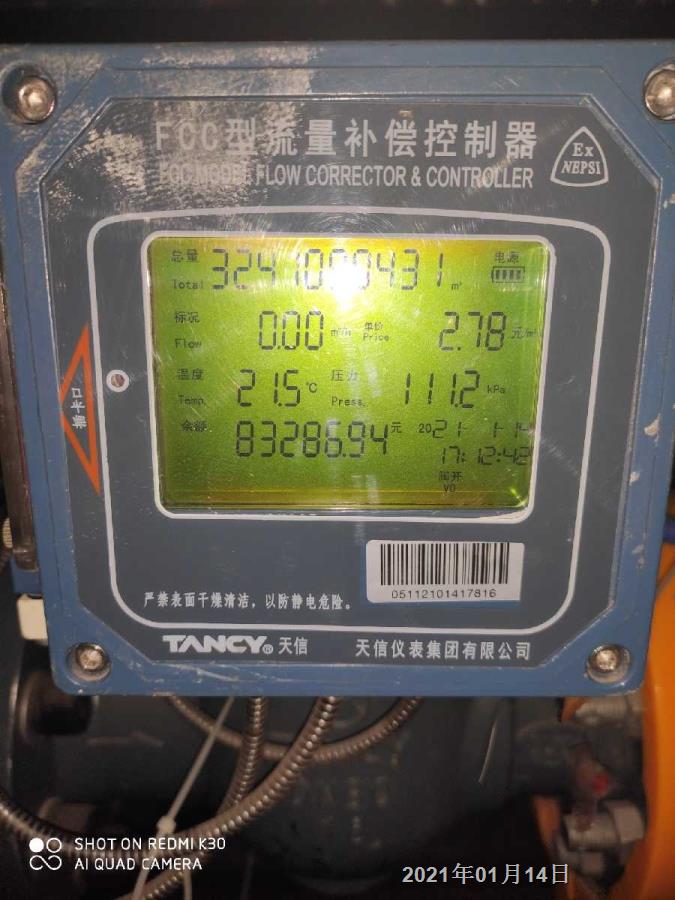 FCC型流量补偿控制器
FCC MODEL FLOW CORRECTOR & CONTROLLER
Ex
NEPSI
总量 Total m³ 电源
标况 Flow 0.00 m³/h 单价 Price 2.78 元/m³
温度 Temp. 21.5 ℃ 压力 Press. 111.2 kPa
余额 83286.94 元 2021- 1-14
17:12:42
阀开
V0
05112101417816
严禁表面干燥清洁,以防静电危险。
TANCY® 天信 天信仪表集团有限公司
SHOT ON REDMI K30
AI QUAD CAMERA
2021年01月14日